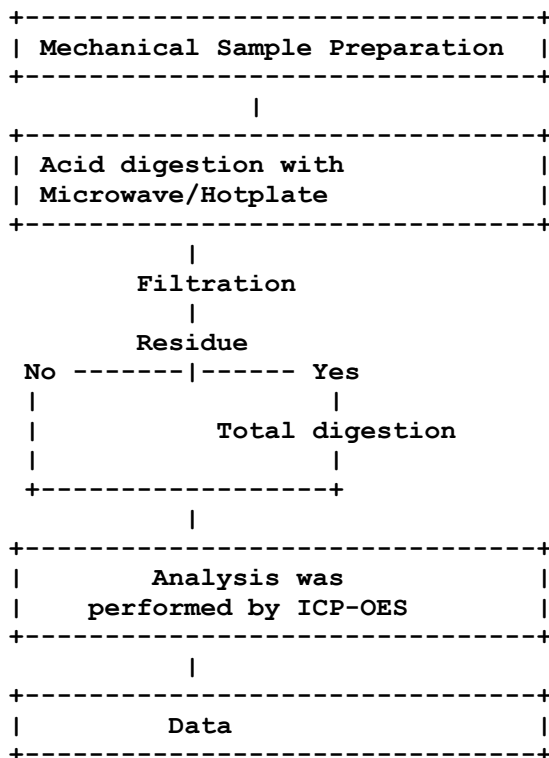 Mechanical Sample Preparation
Acid digestion with
Microwave/Hotplate
Filtration
Residue
No Yes
Total digestion
Analysis was
performed by ICP-OES
Data